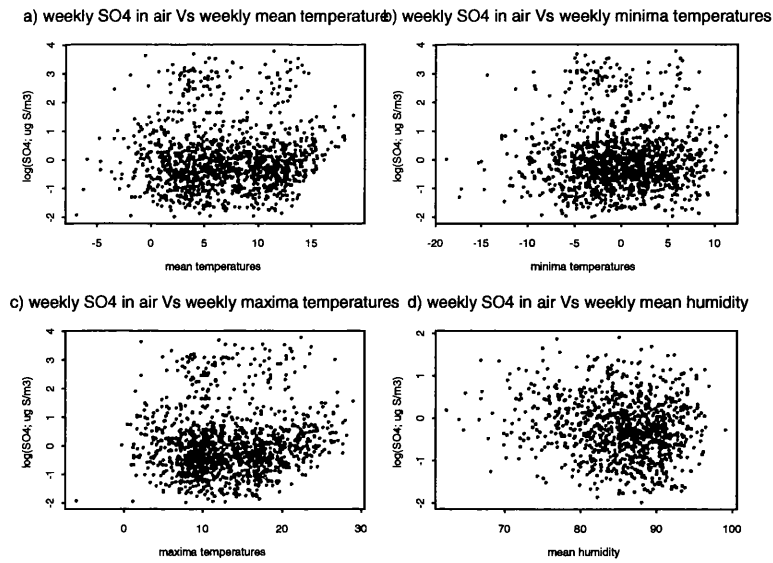 a) weekly SO4 in air Vs weekly mean temperature
b) weekly SO4 in air Vs weekly minima temperatures
log(SO4; ug S/m3)
4
3
2
1
0
-1
-2
-5 0 5 10 15
mean temperatures
log(SO4; ug S/m3)
4
3
2
1
0
-1
-2
-20 -15 -10 -5 0 5 10
minima temperatures
c) weekly SO4 in air Vs weekly maxima temperatures
d) weekly SO4 in air Vs weekly mean humidity
log(SO4; ug S/m3)
4
3
2
1
0
-1
-2
0 10 20 30
maxima temperatures
log(SO4; ug S/m3)
2
1
0
-1
-2
70 80 90 100
mean humidity